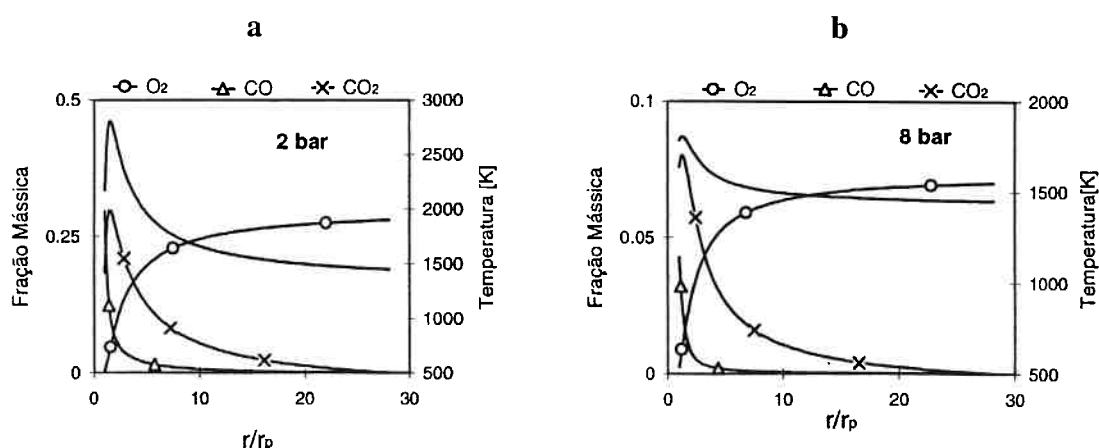 a
O₂ CO CO₂
0.5
0.25
0
Fração Mássica
2 bar
3000
2500
2000
1500
1000
500
Temperatura [K]
0 10 20 30
r/rₚ
b
O₂ CO CO₂
0.1
0.05
0
Fração Mássica
8 bar
2000
1500
1000
500
Temperatura[K]
0 10 20 30
r/rₚ